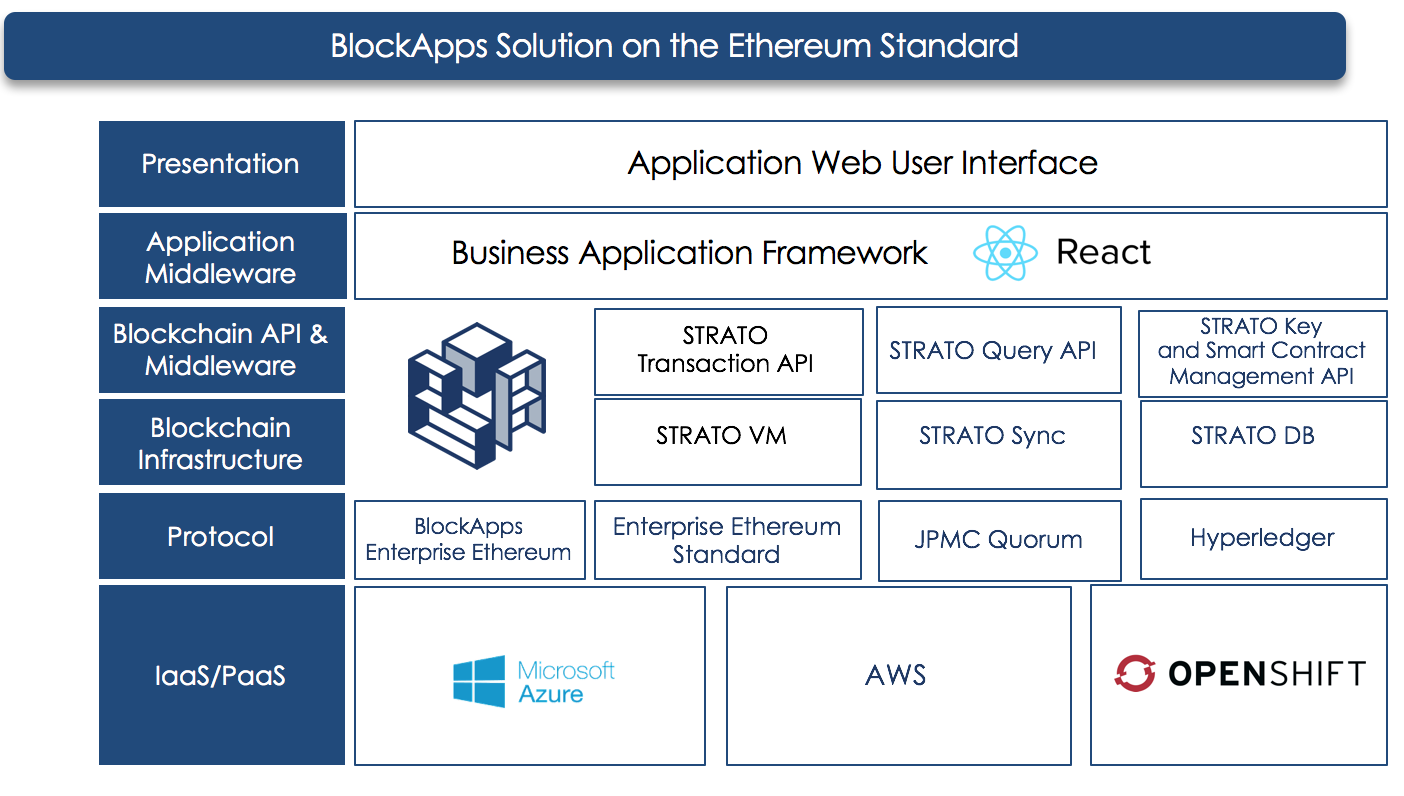 BlockApps Solution on the Ethereum Standard
Presentation
Application Web User Interface
Application
Middleware
Business Application Framework
React
Blockchain API &
Middleware
STRATO
Transaction API
STRATO Query API
STRATO Key
and Smart Contract
Management API
Blockchain
Infrastructure
STRATO VM
STRATO Sync
STRATO DB
Protocol
BlockApps
Enterprise Ethereum
Enterprise Ethereum
Standard
JPMC Quorum
Hyperledger
IaaS/PaaS
Microsoft
Azure
AWS
OPENSHIFT